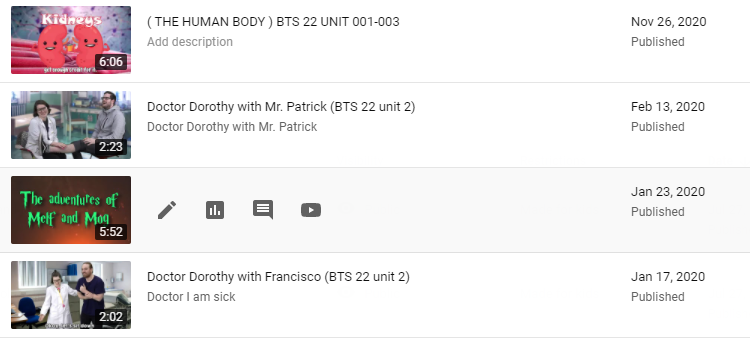 Kidneys
6:06
( THE HUMAN BODY ) BTS 22 UNIT 001-003
Add description
Nov 26, 2020
Published
2:23
Doctor Dorothy with Mr. Patrick (BTS 22 unit 2)
Doctor Dorothy with Mr. Patrick
Feb 13, 2020
Published
The adventures of
Melf and Moq
5:52
Jan 23, 2020
Published
2:02
Doctor Dorothy with Francisco (BTS 22 unit 2)
Doctor I am sick
Jan 17, 2020
Published